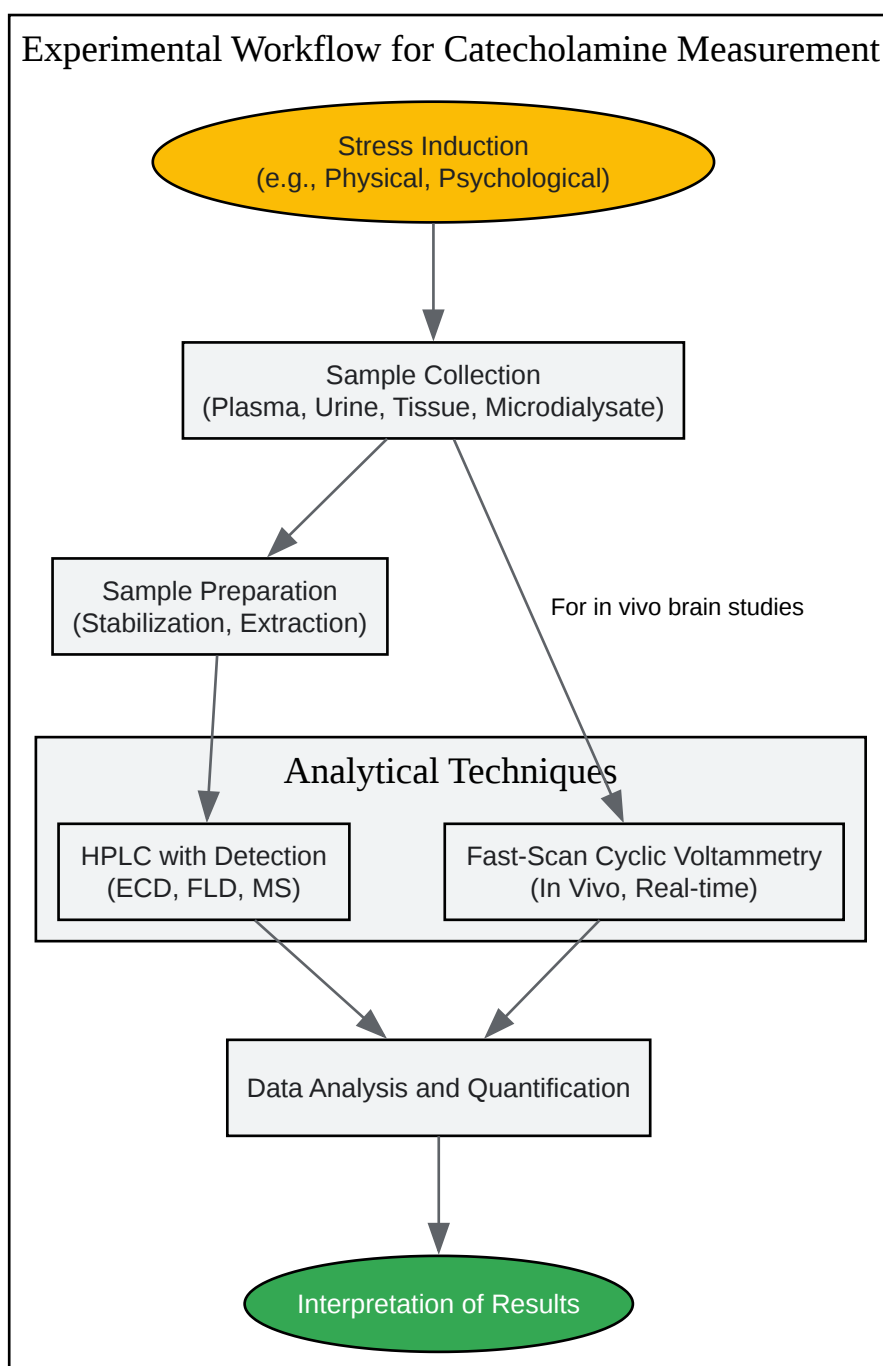 Experimental Workflow for Catecholamine Measurement
Stress Induction
(e.g., Physical, Psychological)
Sample Collection
(Plasma, Urine, Tissue, Microdialysate)
Sample Preparation
(Stabilization, Extraction)
For in vivo brain studies
Analytical Techniques
HPLC with Detection
(ECD, FLD, MS)
Fast-Scan Cyclic Voltammetry
(In Vivo, Real-time)
Data Analysis and Quantification
Interpretation of Results